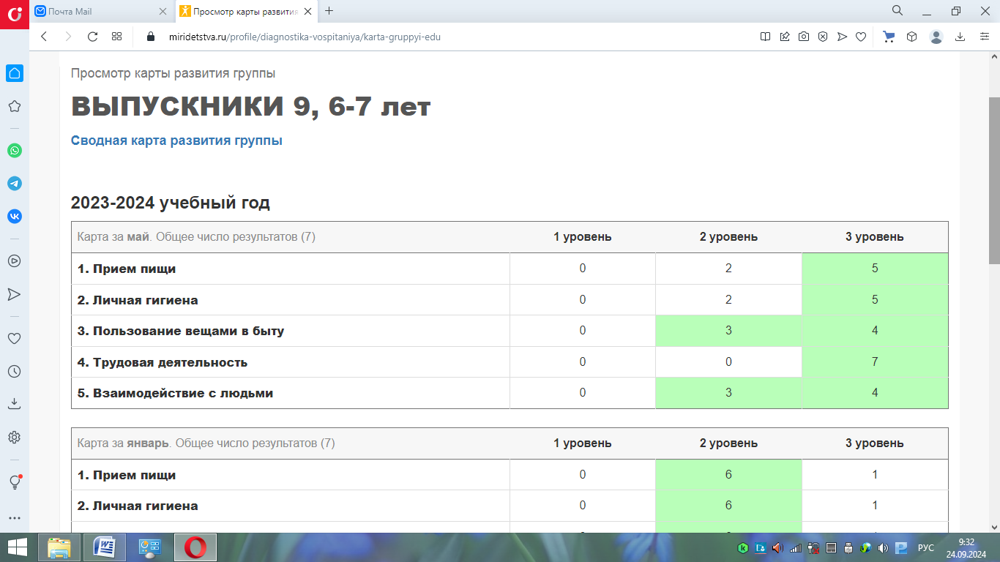 Почта Mail
Просмотр карты развития
miridetstva.ru/profile/diagnostika-vospitaniya/karta-gruppyi-edu
Просмотр карты развития группы
ВЫПУСКНИКИ 9, 6-7 лет
Сводная карта развития группы
2023-2024 учебный год
Карта за май. Общее число результатов (7) 1 уровень 2 уровень 3 уровень
1. Прием пищи 0 2 5
2. Личная гигиена 0 2 5
3. Пользование вещами в быту 0 3 4
4. Трудовая деятельность 0 0 7
5. Взаимодействие с людьми 0 3 4
Карта за январь. Общее число результатов (7) 1 уровень 2 уровень 3 уровень
1. Прием пищи 0 6 1
2. Личная гигиена 0 6 1
РУС
9:32
24.09.2024